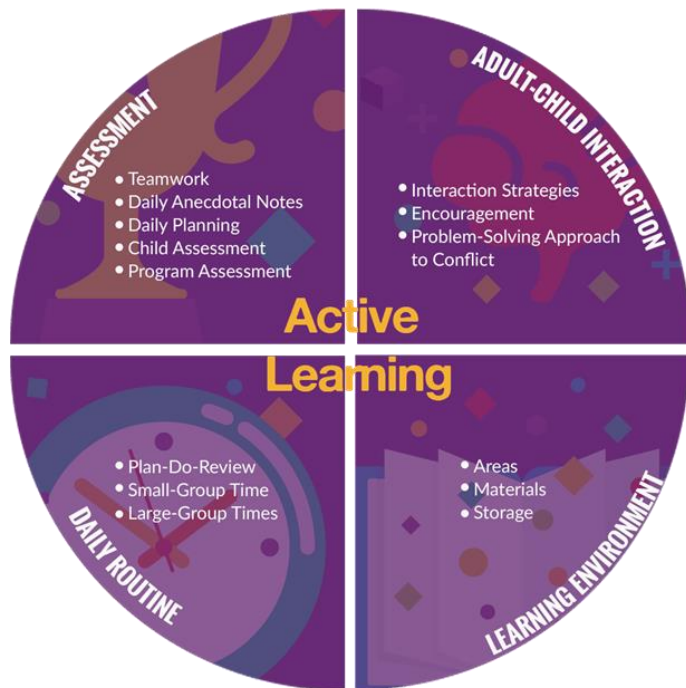 ASSESSMENT
• Teamwork
• Daily Anecdotal Notes
• Daily Planning
• Child Assessment
• Program Assessment
ADULT-CHILD INTERACTION
• Interaction Strategies
• Encouragement
• Problem-Solving Approach
to Conflict
Active
Learning
DAILY ROUTINE
• Plan-Do-Review
• Small-Group Time
• Large-Group Times
LEARNING ENVIRONMENT
• Areas
• Materials
• Storage